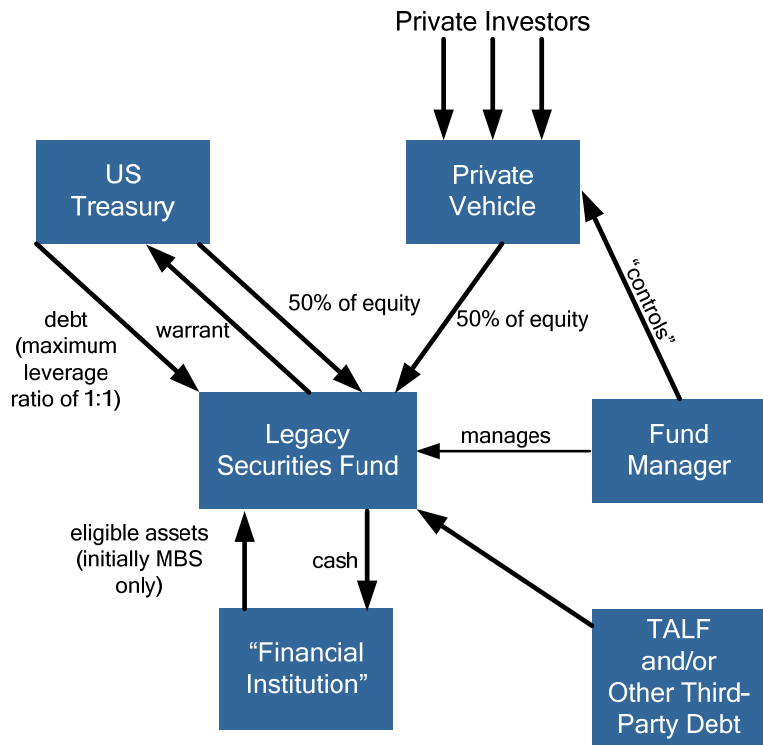 Private Investors
US
Treasury
Private
Vehicle
"controls"
50% of equity
50% of equity
debt
(maximum
leverage
ratio of 1:1)
warrant
Legacy
Securities Fund
manages
Fund
Manager
eligible assets
(initially MBS
only)
cash
“Financial
Institution”
TALF
and/or
Other Third-
Party Debt